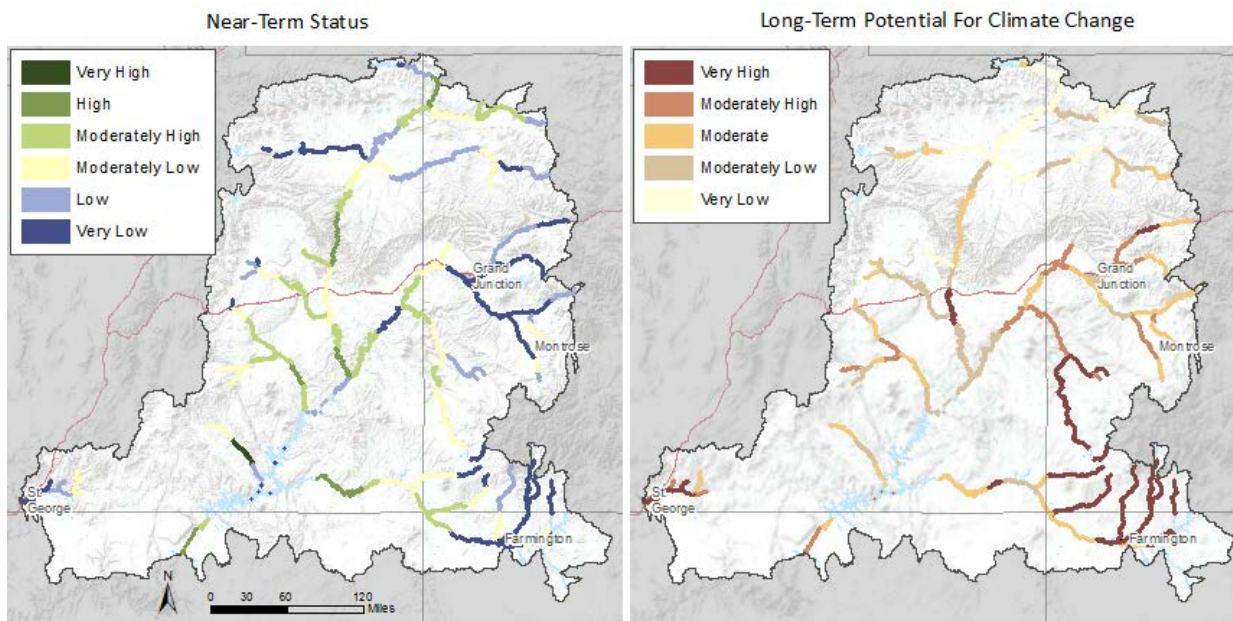 Near-Term Status
Very High
High
Moderately High
Moderately Low
Low
Very Low
Grand
Junction
Montrose
St.
George
Farmington
N
0 30 60 120
Miles
Long-Term Potential For Climate Change
Very High
Moderately High
Moderate
Moderately Low
Very Low
Grand
Junction
Montrose
St.
George
Farmington